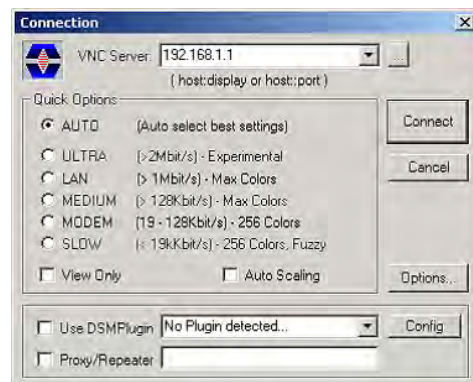 Connection
VNC Server: 192.168.1.1 ...
( host:display or host::port )
Quick Options
AUTO (Auto select best settings)
ULTRA (>2Mbit/s) - Experimental
LAN (> 1Mbit/s) - Max Colors
MEDIUM (> 128Kbit/s) - Max Colors
MODEM (19 - 128Kbit/s) - 256 Colors
SLOW (< 19kKbit/s) - 256 Colors, Fuzzy
View Only Auto Scaling
Connect
Cancel
Options...
Use DSMPlugin No Plugin detected... Config
Proxy/Repeater